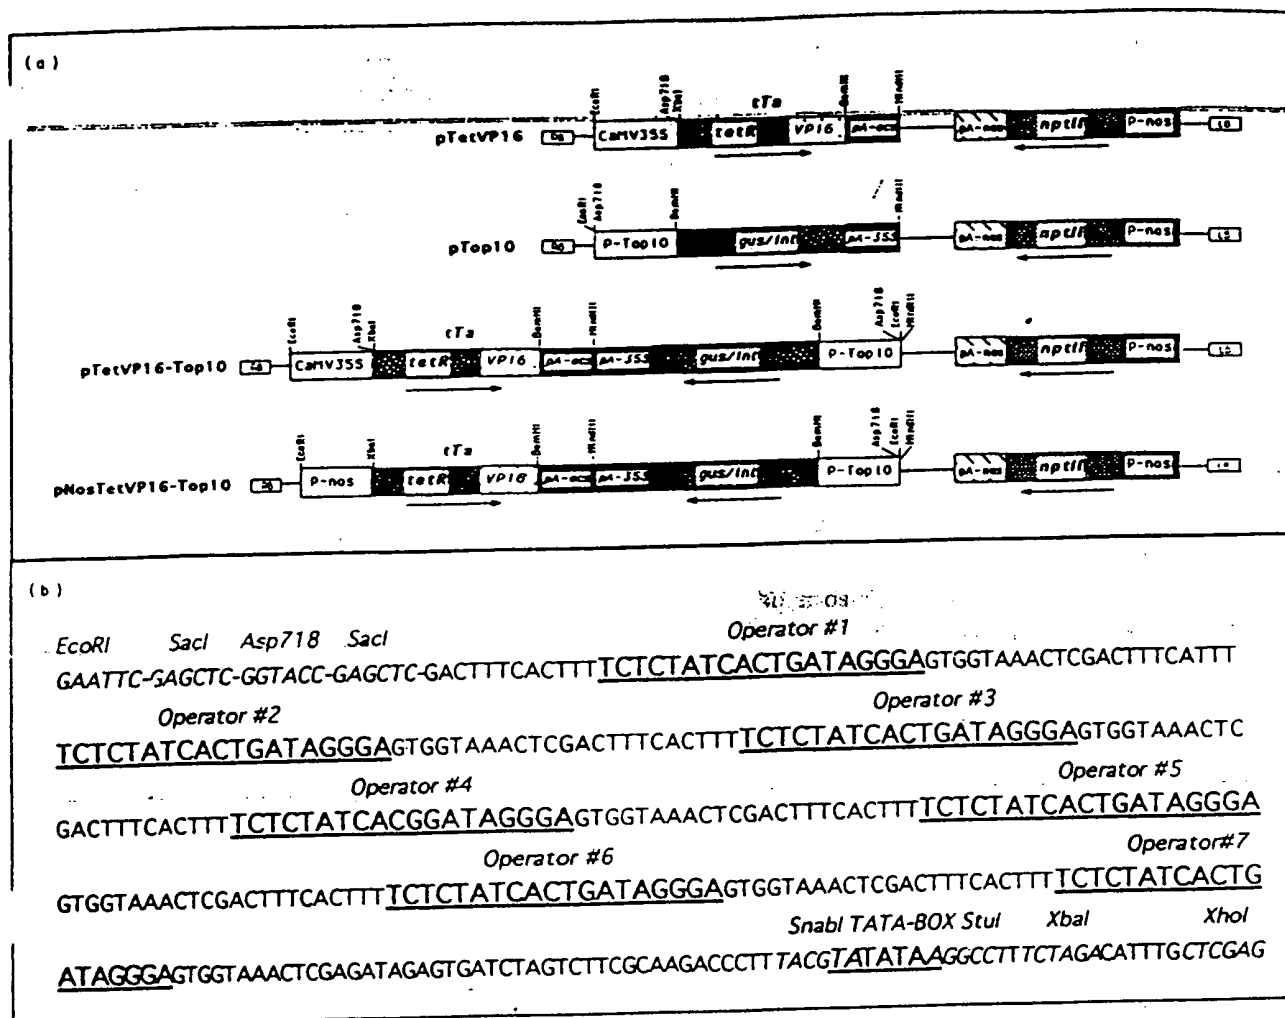 (a)
EcoRI Asp718 XbaI tTa BamHI HindIII
pTetVP16 CaMV35S tetR VP16 pA-ocs pA-nos nptII P-nos
EcoRI Asp718 BamHI HindIII
pTop10 P-Top10 gus/int pA-35S pA-nos nptII P-nos
EcoRI Asp718 XbaI tTa BamHI HindIII BamHI Asp718 EcoRI HindIII
pTetVP16-Top10 CaMV35S tetR VP16 pA-ocs pA-35S gus/int P-Top10 pA-nos nptII P-nos
EcoRI XbaI tTa BamHI HindIII BamHI Asp718 EcoRI HindIII
pNosTetVP16-Top10 P-nos tetR VP16 pA-ocs pA-35S gus/int P-Top10 pA-nos nptII P-nos
(b)
EcoRI SacI Asp718 SacI Operator #1
GAATTC-GAGCTC-GGTACC-GAGCTC-GACTTTCACTTTTCTCTATCACTGATAGGGAGTGGTAAACTCGACTTTCATTT
Operator #2 Operator #3
TCTCTATCACTGATAGGGAGTGGTAAACTCGACTTTCACTTTTCTCTATCACTGATAGGGAGTGGTAAACTC
Operator #4 Operator #5
GACTTTCACTTTTCTCTATCACGGATAGGGAGTGGTAAACTCGACTTTCACTTTTCTCTATCACTGATAGGGA
Operator #6 Operator#7
GTGGTAAACTCGACTTTCACTTTTCTCTATCACTGATAGGGAGTGGTAAACTCGACTTTCACTTTTCTCTATCACTG
SnabI TATA-BOX StuI XbaI XhoI
ATAGGGAGTGGTAAACTCGAGATAGAGTGATCTAGTCTTCGCAAGACCCTTTACGTATATAAGGCCTTTCTAGACATTTGCTCGAG